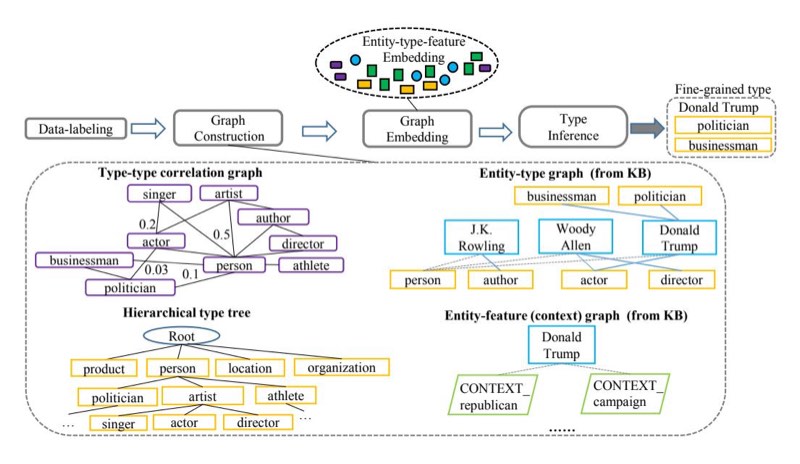 Entity-type-feature
Embedding
Data-labeling
Graph
Construction
Graph
Embedding
Type
Inference
Fine-grained type
Donald Trump
politician
businessman
Type-type correlation graph
singer
artist
author
0.2
0.5
actor
director
businessman
person
athlete
0.03
0.1
politician
Entity-type graph (from KB)
businessman
politician
J.K.
Rowling
Woody
Allen
Donald
Trump
person
author
actor
director
Hierarchical type tree
Root
product
person
location
organization
politician
artist
athlete
...
singer
actor
director
...
Entity-feature (context) graph (from KB)
Donald
Trump
CONTEXT_
republican
CONTEXT_
campaign
......